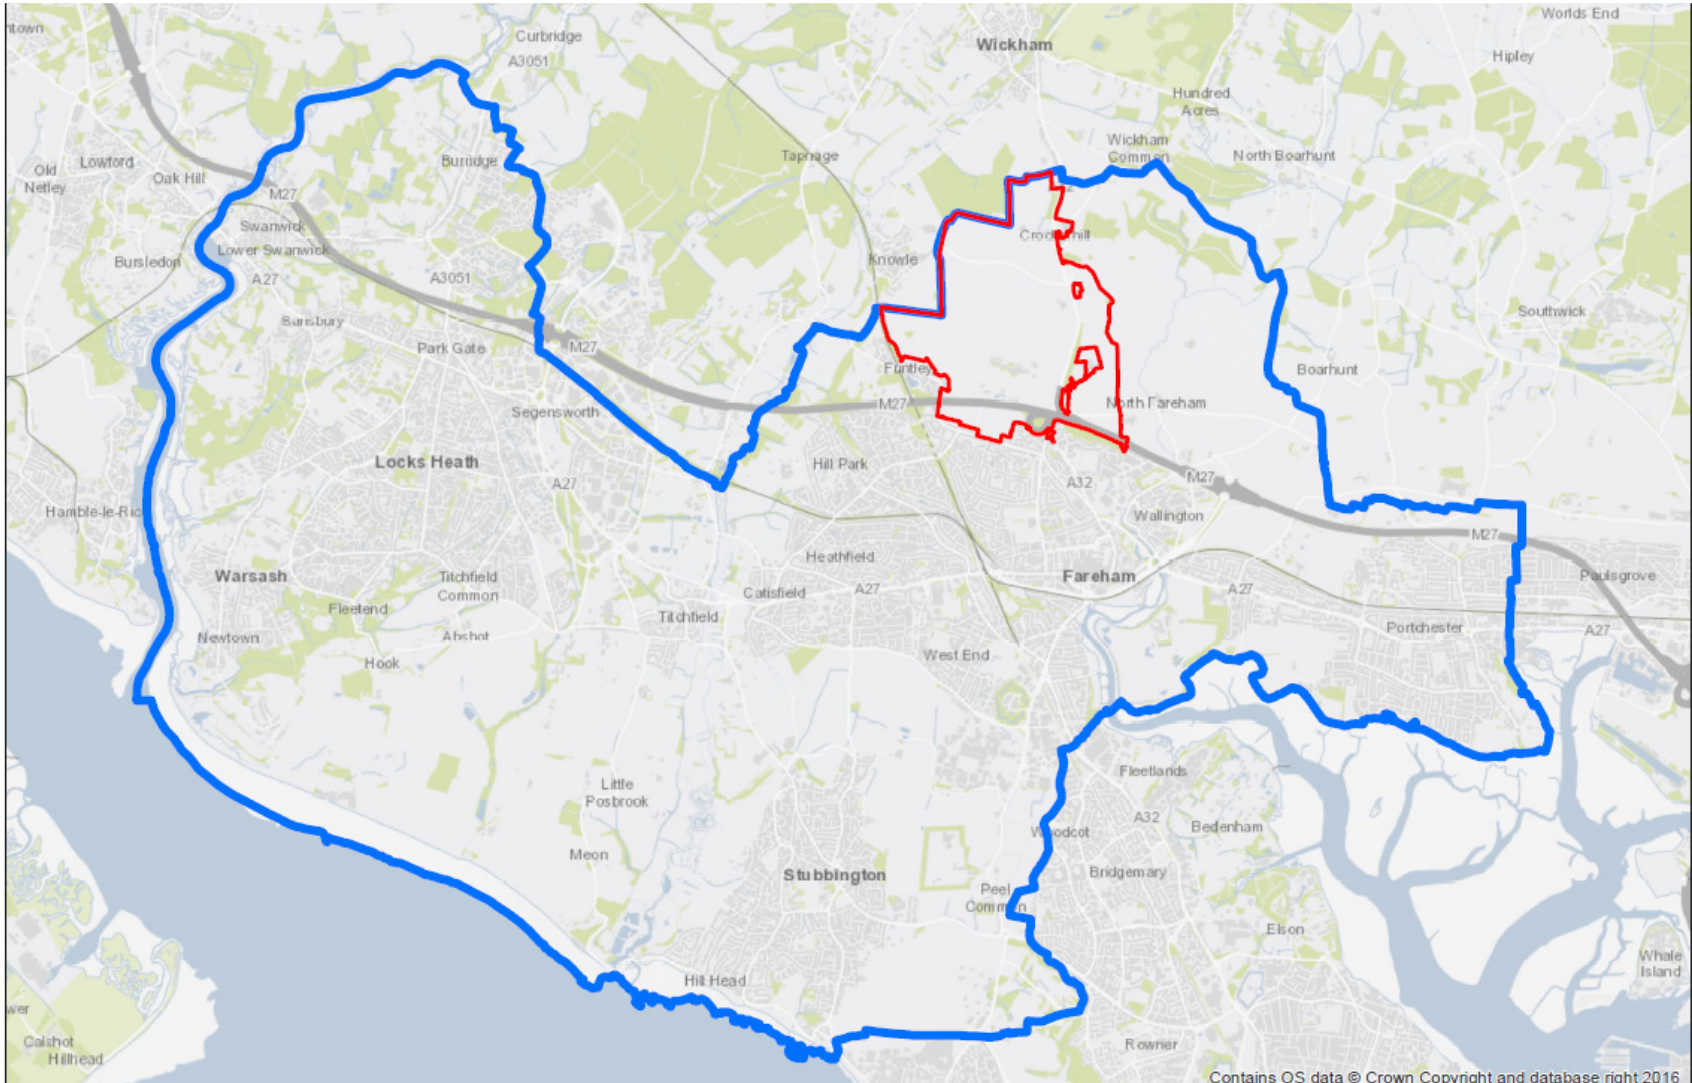 Worlds End
ntown
Curbridge
Wickham
Hipley
A3051
Hundred
Acres
Wickham
Common
Tapnage
North Boarhunt
Lowford
Burridge
Old
Netley
Oak Hill
M27
Swanwick
Lower Swanwick
Knowle
Bursledon
A27
A3051
Southwick
Sarisbury
Park Gate
M27
Funtley
Boarhunt
M27
North Fareham
Segensworth
Locks Heath
Hill Park
A27
A32
M27
Hamble-le-Ric
Wallington
M27
Heathfield
Warsash
Titchfield
Common
Fareham
Paulsgrove
Catisfield
A27
A27
Fleetend
Titchfield
Newtown
Abshot
Portchester
A27
Hook
West End
Fleetlands
Little
Posbrook
A32
Bedenham
Meon
Stubbington
Bridgemary
Peel
Elson
Whale
Island
Hill Head
wer
Calshot
Hillhead
Rowner
Contains OS data © Crown Copyright and database right 2016